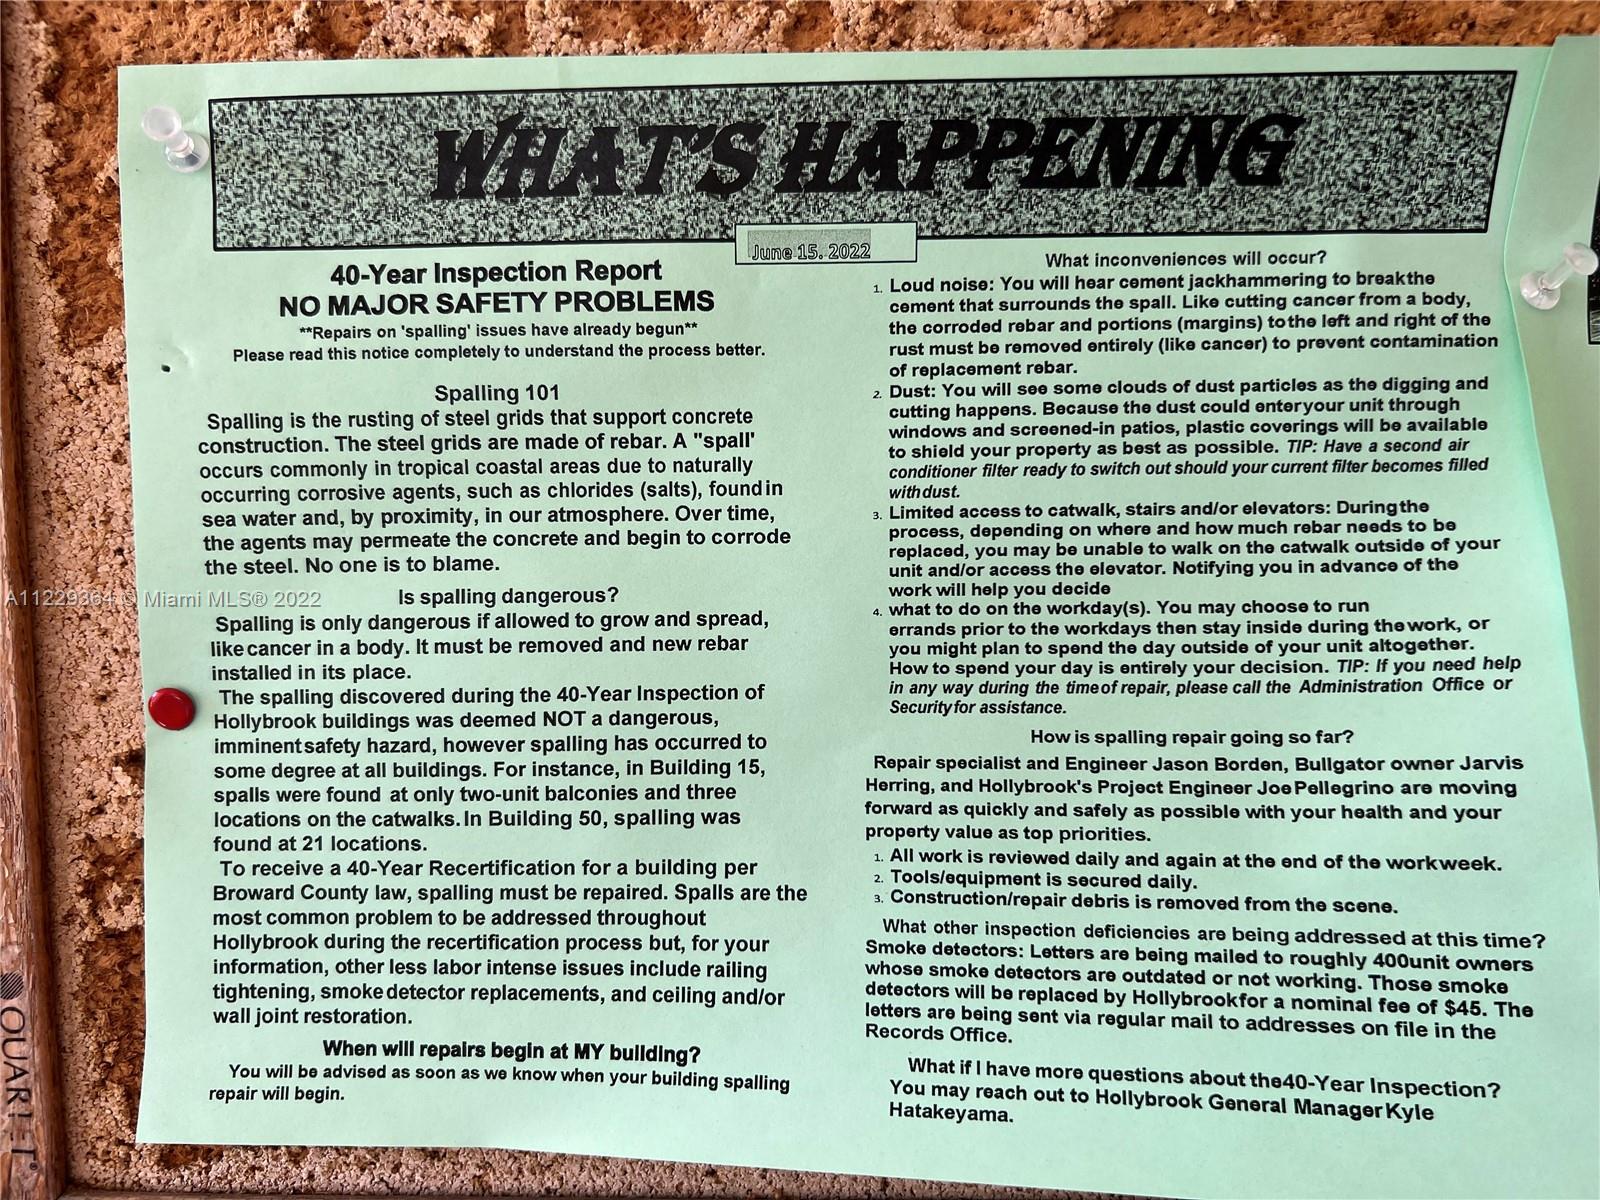 WHAT'S HAPPENING
June 15. 2022
40-Year Inspection Report
NO MAJOR SAFETY PROBLEMS
**Repairs on 'spalling' issues have already begun**
Please read this notice completely to understand the process better.
Spalling 101
Spalling is the rusting of steel grids that support concrete
construction. The steel grids are made of rebar. A "spall'
occurs commonly in tropical coastal areas due to naturally
occurring corrosive agents, such as chlorides (salts), found in
sea water and, by proximity, in our atmosphere. Over time,
the agents may permeate the concrete and begin to corrode
the steel. No one is to blame.
Is spalling dangerous?
Spalling is only dangerous if allowed to grow and spread,
like cancer in a body. It must be removed and new rebar
installed in its place.
The spalling discovered during the 40-Year Inspection of
Hollybrook buildings was deemed NOT a dangerous,
imminent safety hazard, however spalling has occurred to
some degree at all buildings. For instance, in Building 15,
spalls were found at only two-unit balconies and three
locations on the catwalks. In Building 50, spalling was
found at 21 locations.
To receive a 40-Year Recertification for a building per
Broward County law, spalling must be repaired. Spalls are the
most common problem to be addressed throughout
Hollybrook during the recertification process but, for your
information, other less labor intense issues include railing
tightening, smoke detector replacements, and ceiling and/or
wall joint restoration.
When will repairs begin at MY building?
You will be advised as soon as we know when your building spalling
repair will begin.
What inconveniences will occur?
1. Loud noise: You will hear cement jackhammering to break the
cement that surrounds the spall. Like cutting cancer from a body,
the corroded rebar and portions (margins) to the left and right of the
rust must be removed entirely (like cancer) to prevent contamination
of replacement rebar.
2. Dust: You will see some clouds of dust particles as the digging and
cutting happens. Because the dust could enter your unit through
windows and screened-in patios, plastic coverings will be available
to shield your property as best as possible. TIP: Have a second air
conditioner filter ready to switch out should your current filter becomes filled
with dust.
3. Limited access to catwalk, stairs and/or elevators: During the
process, depending on where and how much rebar needs to be
replaced, you may be unable to walk on the catwalk outside of your
unit and/or access the elevator. Notifying you in advance of the
work will help you decide
4. what to do on the workday(s). You may choose to run
errands prior to the workdays then stay inside during the work, or
you might plan to spend the day outside of your unit altogether.
How to spend your day is entirely your decision. TIP: If you need help
in any way during the time of repair, please call the Administration Office or
Security for assistance.
How is spalling repair going so far?
Repair specialist and Engineer Jason Borden, Bullgator owner Jarvis
Herring, and Hollybrook's Project Engineer Joe Pellegrino are moving
forward as quickly and safely as possible with your health and your
property value as top priorities.
1. All work is reviewed daily and again at the end of the workweek.
2. Tools/equipment is secured daily.
3. Construction/repair debris is removed from the scene.
What other inspection deficiencies are being addressed at this time?
Smoke detectors: Letters are being mailed to roughly 400 unit owners
whose smoke detectors are outdated or not working. Those smoke
detectors will be replaced by Hollybrook for a nominal fee of $45. The
letters are being sent via regular mail to addresses on file in the
Records Office.
What if I have more questions about the 40-Year Inspection?
You may reach out to Hollybrook General Manager Kyle
Hatakeyama.
A11229364 © Miami MLS® 2022
QUARTET®